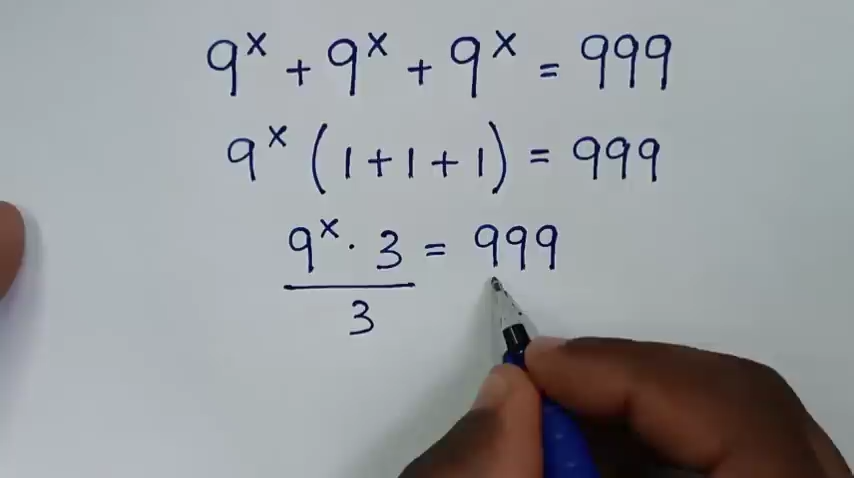 9^x + 9^x + 9^x = 999
9^x (1 + 1 + 1) = 999
9^x · 3 = 999
3